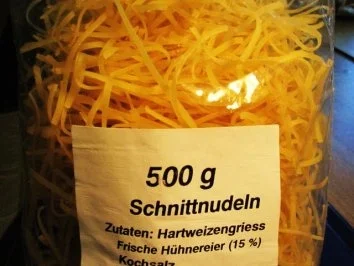 500 g
Schnittnudeln
Zutaten: Hartweizengriess
Frische Hühnereier (15 %)
Kochsalz